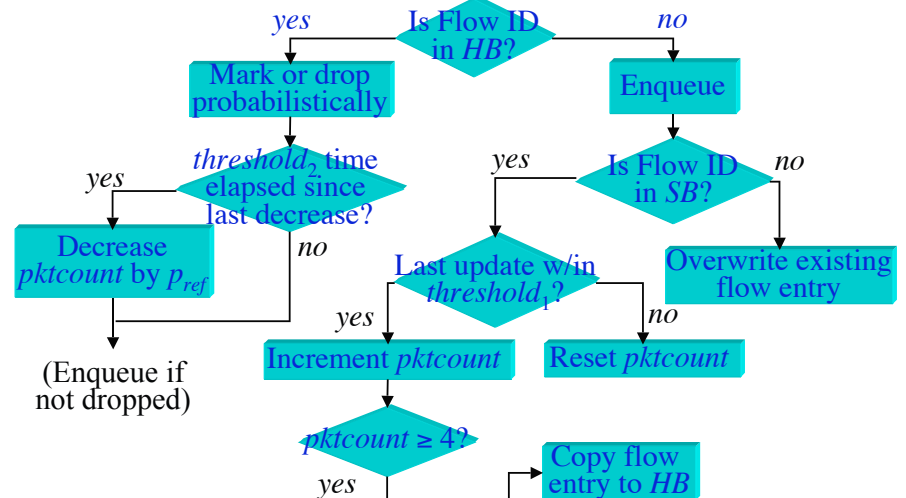 yes
Is Flow ID
in HB?
no
Mark or drop
probabilistically
Enqueue
threshold₂ time
elapsed since
last decrease?
yes
no
yes
Is Flow ID
in SB?
no
Decrease
pktcount by p_ref
Last update w/in
threshold₁?
Overwrite existing
flow entry
yes
no
(Enqueue if
not dropped)
Increment pktcount
Reset pktcount
pktcount ≥ 4?
yes
Copy flow
entry to HB